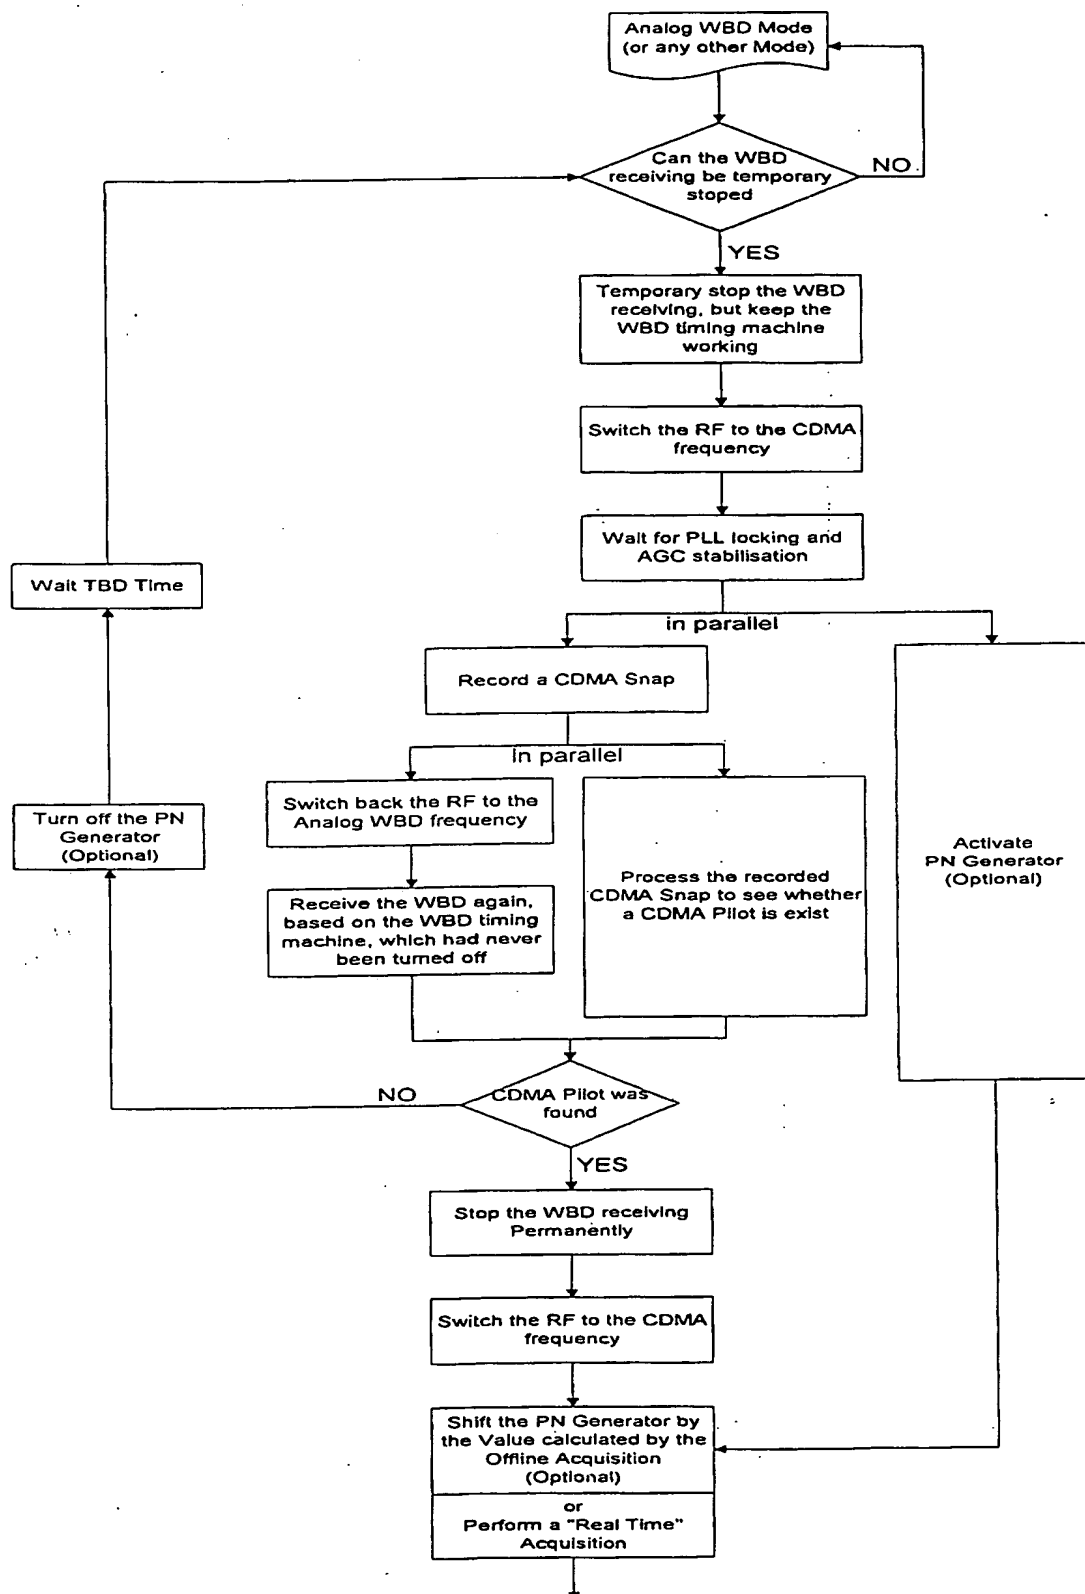 Analog WBD Mode
(or any other Mode)
Can the WBD
receiving be temporary
stoped
NO
YES
Temporary stop the WBD
receiving, but keep the
WBD timing machine
working
Switch the RF to the CDMA
frequency
Wait for PLL locking and
AGC stabilisation
Wait TBD Time
in parallel
Record a CDMA Snap
in parallel
Switch back the RF to the
Analog WBD frequency
Turn off the PN
Generator
(Optional)
Process the recorded
CDMA Snap to see whether
a CDMA Pilot is exist
Activate
PN Generator
(Optional)
Receive the WBD again,
based on the WBD timing
machine, which had never
been turned off
NO
CDMA Pilot was
found
YES
Stop the WBD receiving
Permanently
Switch the RF to the CDMA
frequency
Shift the PN Generator by
the Value calculated by the
Offline Acquisition
(Optional)
or
Perform a "Real Time"
Acquisition